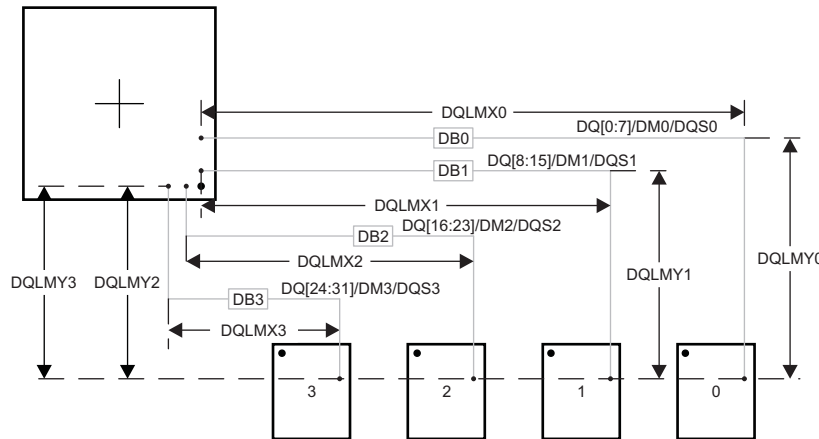 DQLMX0
DQ[0:7]/DM0/DQS0
DB0
DQ[8:15]/DM1/DQS1
DB1
DQLMX1
DQ[16:23]/DM2/DQS2
DB2
DQLMY3
DQLMY2
DQLMX2
DQLMY1
DQLMY0
DQ[24:31]/DM3/DQS3
DB3
DQLMX3
3
2
1
0